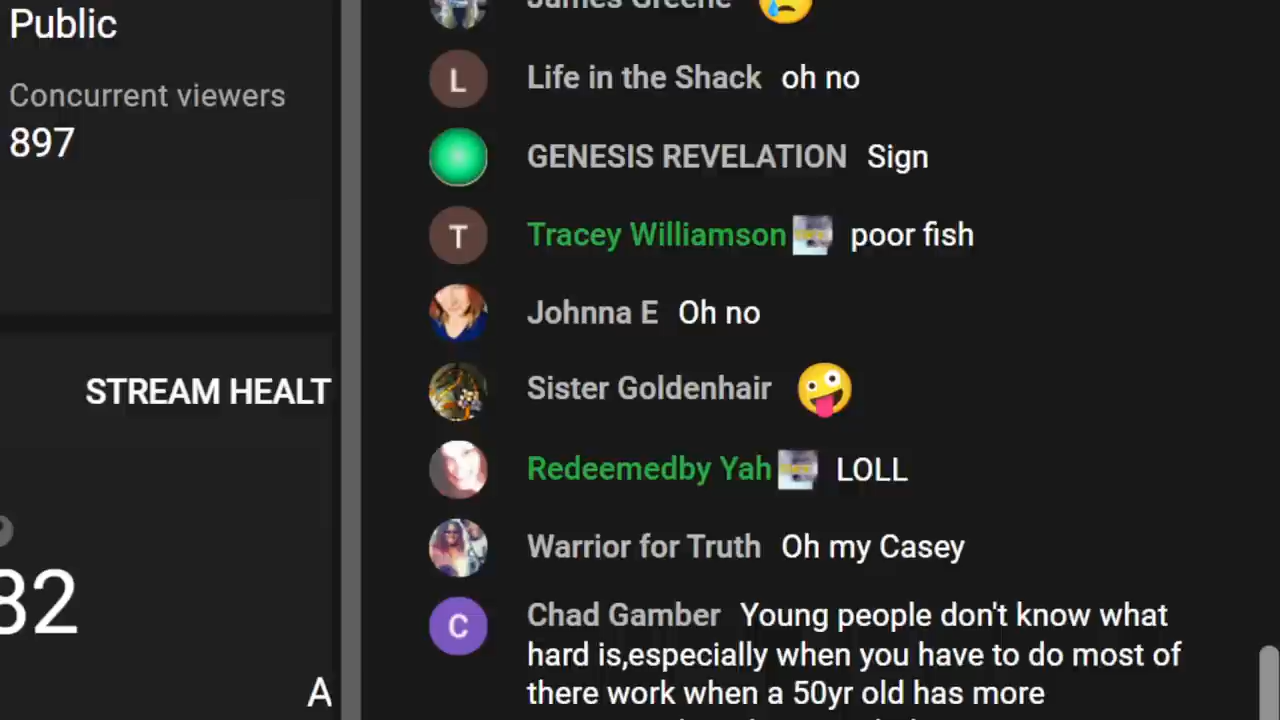 Public
Concurrent viewers
897
STREAM HEALT
82
A
James Greene
L Life in the Shack oh no
GENESIS REVELATION Sign
T Tracey Williamson poor fish
Johnna E Oh no
Sister Goldenhair
Redeemedby Yah LOLL
Warrior for Truth Oh my Casey
C Chad Gamber Young people don't know what
hard is,especially when you have to do most of
there work when a 50yr old has more